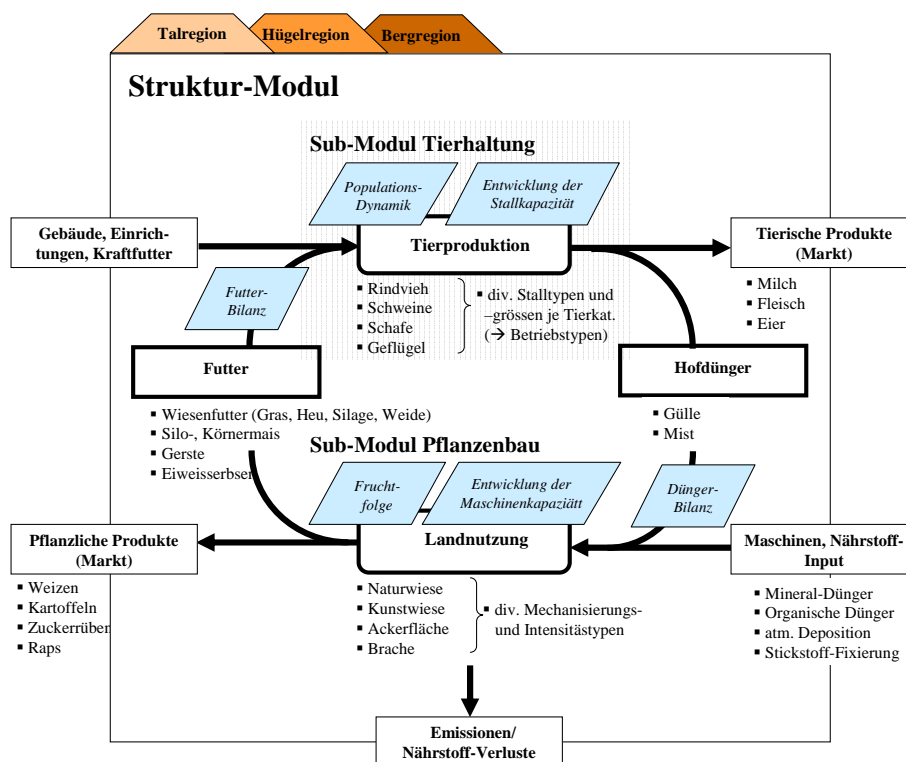 Talregion
Hügelregion
Bergregion
Struktur-Modul
Sub-Modul Tierhaltung
Populations-
Dynamik
Entwicklung der
Stallkapazität
Gebäude, Einrich-
tungen, Kraftfutter
Tierproduktion
Tierische Produkte
(Markt)
▪ Milch
▪ Fleisch
▪ Eier
Futter-
Bilanz
▪ Rindvieh
▪ Schweine
▪ Schafe
▪ Geflügel
▪ div. Stalltypen und
–grössen je Tierkat.
(→ Betriebstypen)
Futter
Hofdünger
▪ Wiesenfutter (Gras, Heu, Silage, Weide)
▪ Silo-, Körnermais
▪ Gerste
▪ Eiweisserbsen
▪ Gülle
▪ Mist
Sub-Modul Pflanzenbau
Frucht-
folge
Entwicklung der
Maschinenkapaziätt
Dünger-
Bilanz
Pflanzliche Produkte
(Markt)
Landnutzung
Maschinen, Nährstoff-
Input
▪ Weizen
▪ Kartoffeln
▪ Zuckerrüben
▪ Raps
▪ Naturwiese
▪ Kunstwiese
▪ Ackerfläche
▪ Brache
▪ div. Mechanisierungs-
und Intensitästypen
▪ Mineral-Dünger
▪ Organische Dünger
▪ atm. Deposition
▪ Stickstoff-Fixierung
Emissionen/
Nährstoff-Verluste